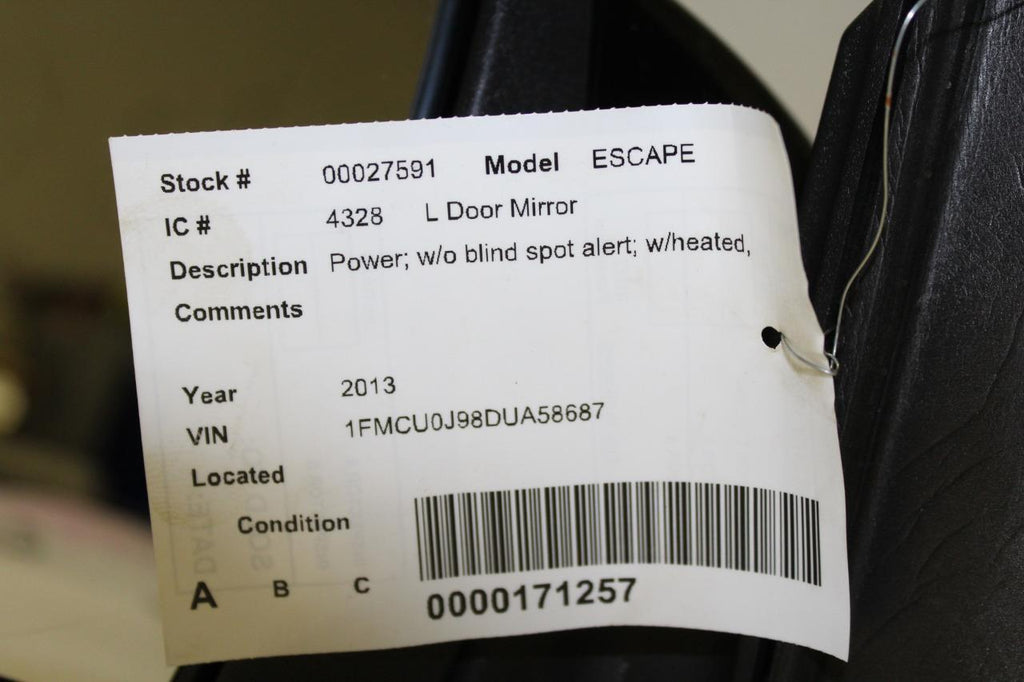 Stock # 00027591 Model ESCAPE
IC # 4328 L Door Mirror
Description Power; w/o blind spot alert; w/heated,
Comments
Year 2013
VIN 1FMCU0J98DUA58687
Located
Condition
A B C
0000171257